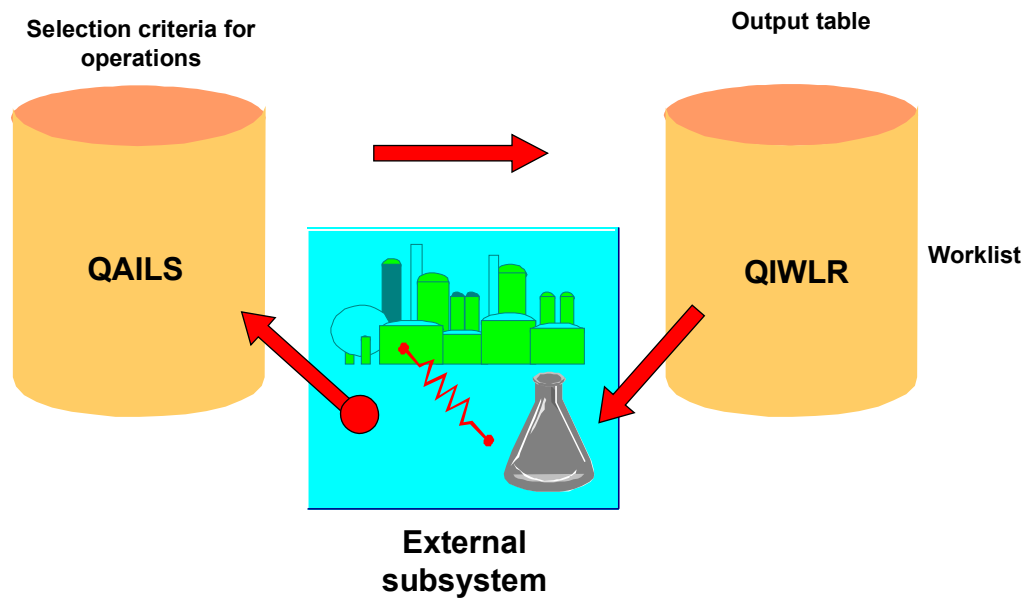 Selection criteria for
operations
Output table
QAILS
QIWLR
Worklist
External
subsystem